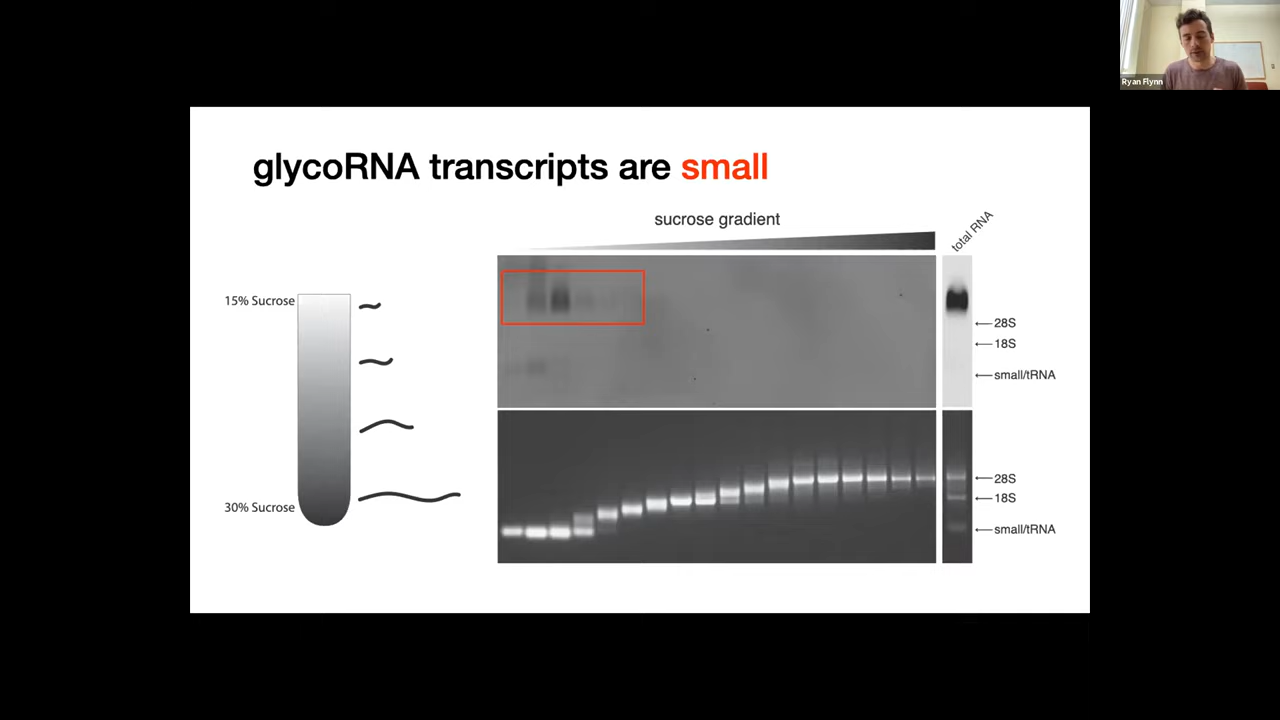 Ryan Flynn
glycoRNA transcripts are small
sucrose gradient
total RNA
15% Sucrose
30% Sucrose
28S
18S
small/tRNA
28S
18S
small/tRNA